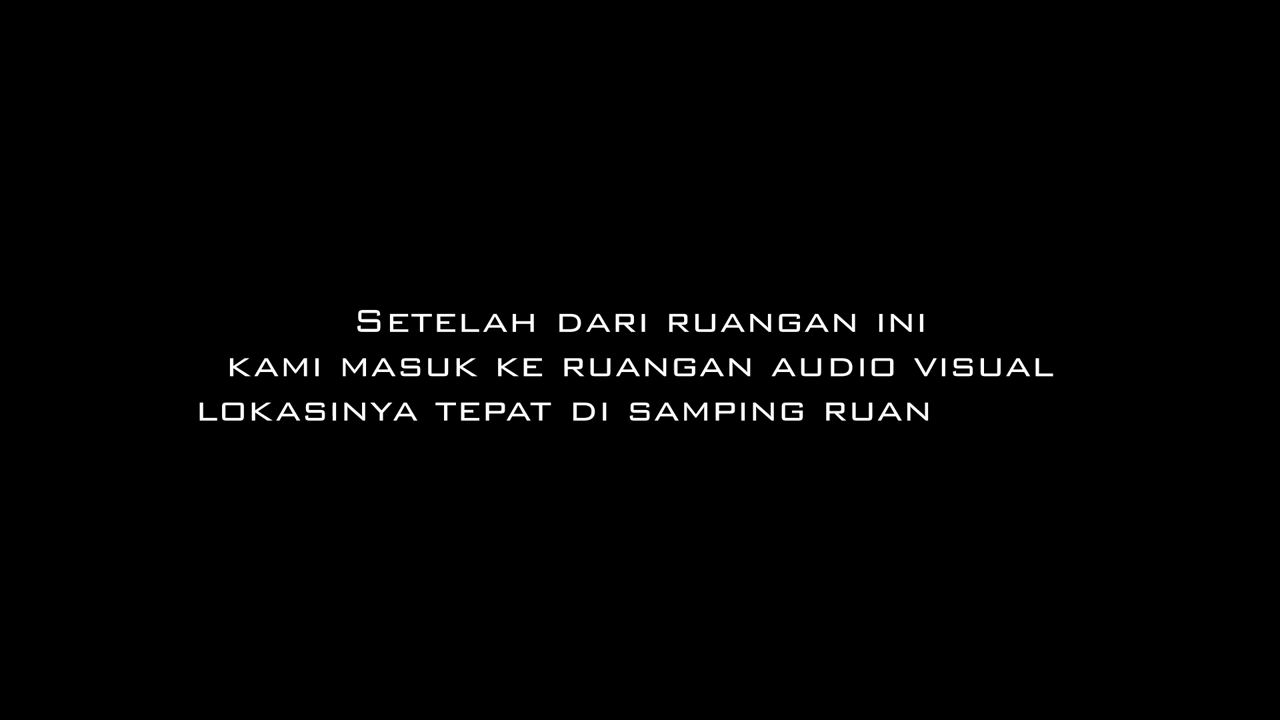 Setelah dari ruangan ini
kami masuk ke ruangan audio visual
lokasinya tepat di samping ruan